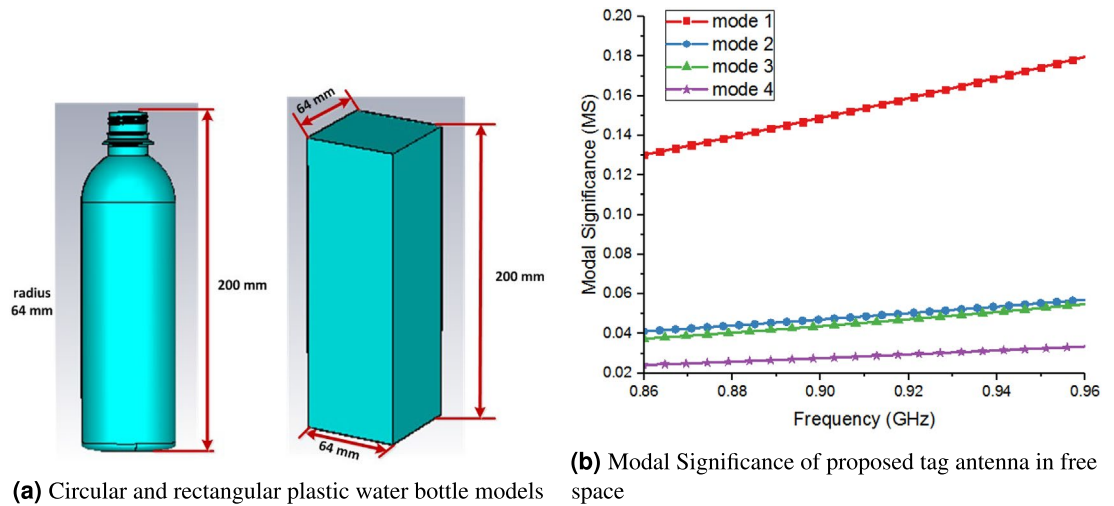 64 mm
200 mm
radius
64 mm
200 mm
64 mm
(a) Circular and rectangular plastic water bottle models
0.20
0.18
0.16
0.14
0.12
0.10
0.08
0.06
0.04
0.02
Modal Significance (MS)
mode 1
mode 2
mode 3
mode 4
0.86
0.88
0.90
0.92
0.94
0.96
Frequency (GHz)
(b) Modal Significance of proposed tag antenna in free
space